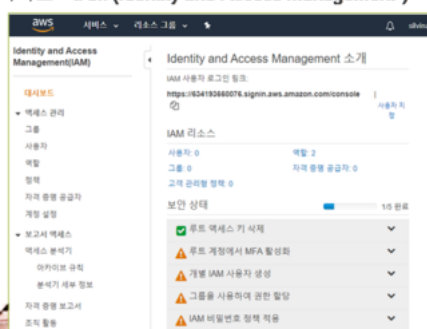 aws
서비스
리소스 그룹
silvina
Identity and Access Management(IAM)
대시보드
액세스 관리
그룹
사용자
역할
정책
자격 증명 공급자
계정 설정
보고서 액세스
액세스 분석기
아카이브 규칙
분석기 세부 정보
자격 증명 보고서
조직 활동
Identity and Access Management 소개
IAM 사용자 로그인 링크:
https://634193660076.signin.aws.amazon.com/console |
사용자 지정
IAM 리소스
사용자: 0
역할: 2
그룹: 0
자격 증명 공급자: 0
고객 관리형 정책: 0
보안 상태
1/5 완료
루트 액세스 키 삭제
루트 계정에서 MFA 활성화
개별 IAM 사용자 생성
그룹을 사용하여 권한 할당
IAM 비밀번호 정책 적용